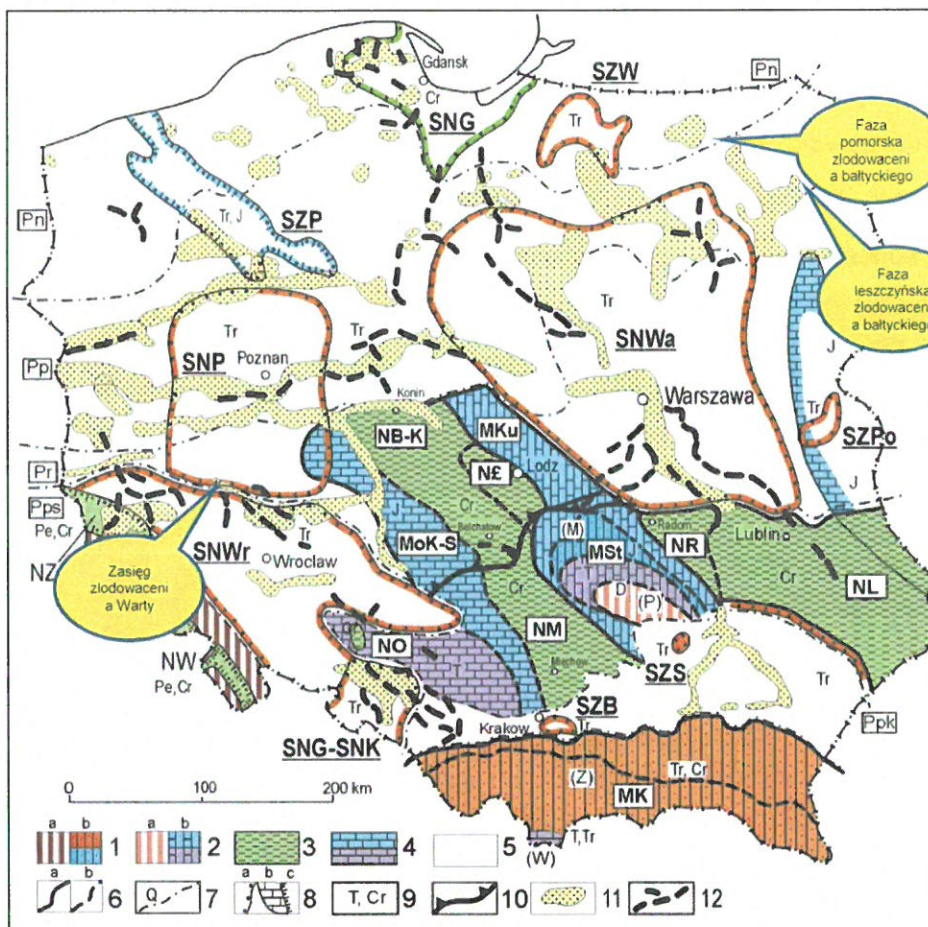 Gdansk
SZW
Pn
Cr
SNG
Tr
Faza
pomorska
zlodowaceni
a bałtyckiego
Pn
Tr, J
SZP
Faza
leszczyńska
zlodowaceni
a bałtyckiego
Tr
SNP
Poznan
Tr
Tr
SNWa
J
Pp
Konin
Warszawa
Tr
SZPo
NB-K
MKu
J
Pr
N£
Lodz
Pps
Pe,Cr
Cr
J
Tr
Belchatow
(M)
Radom
Lublin
NZ
SNWr
MoK-S
MSt
NR
Wroclaw
Zasięg
zlodowaceni
a Warty
Cr
D
(P)
Cr
NL
NO
NM
Tr
T
NW
Miechow
SZS
Tr
Pe,Cr
SZB
Tr
Krakow
Tr
Ppk
SNG-SNK
0 100 200 km
(Z)
Tr, Cr
MK
T,Tr
(W)
a b 1
a b 2
3
4
5
a b 6
Q 7
a b c 8
T, Cr 9
10
11
12